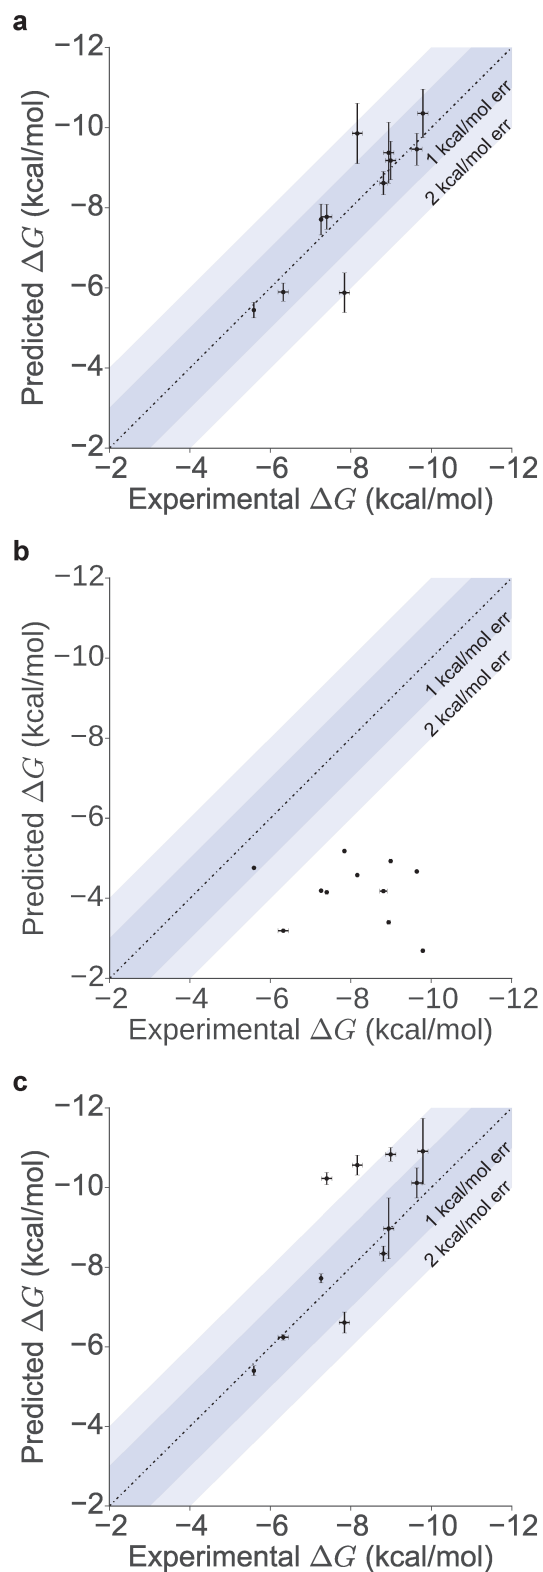 a
−12
−10
−8
−6
−4
−2
Predicted ΔG (kcal/mol)
1 kcal/mol err
2 kcal/mol err
−2 −4 −6 −8 −10 −12
Experimental ΔG (kcal/mol)
b
−12
−10
−8
−6
−4
−2
Predicted ΔG (kcal/mol)
1 kcal/mol err
2 kcal/mol err
−2 −4 −6 −8 −10 −12
Experimental ΔG (kcal/mol)
c
−12
−10
−8
−6
−4
−2
Predicted ΔG (kcal/mol)
1 kcal/mol err
2 kcal/mol err
−2 −4 −6 −8 −10 −12
Experimental ΔG (kcal/mol)